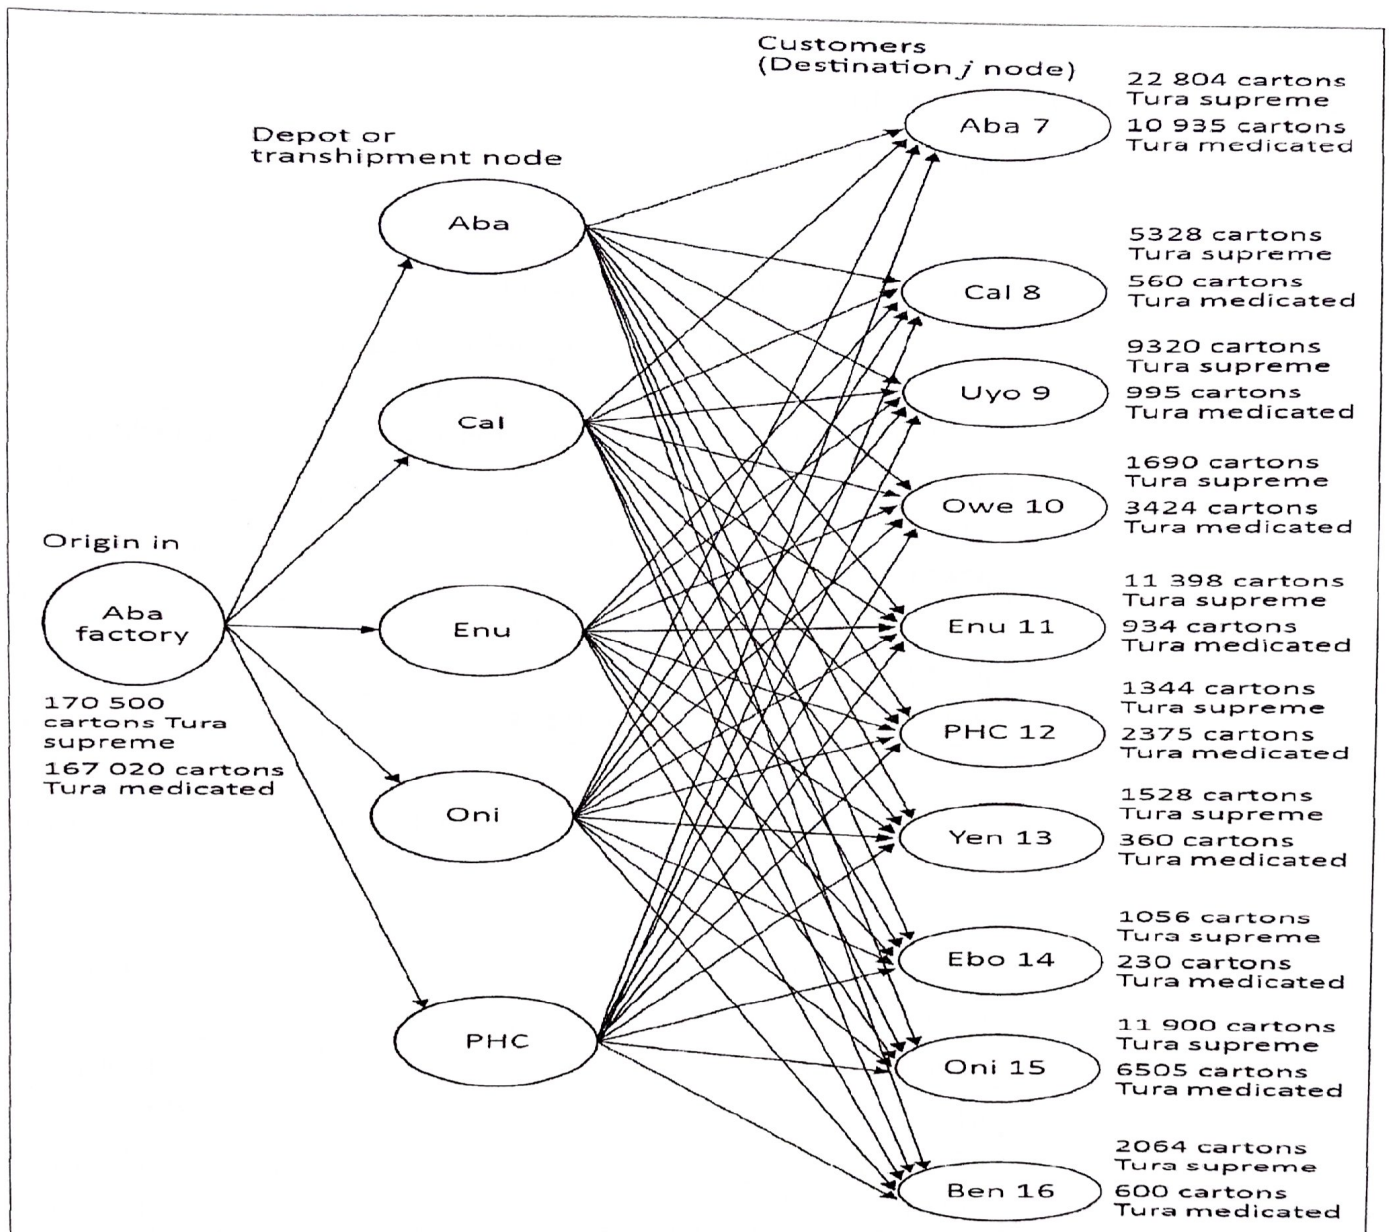 Customers
(Destination j node)
Depot or
transhipment node
Origin in
Aba
factory
170 500
cartons Tura
supreme
167 020 cartons
Tura medicated
Aba
Cal
Enu
Oni
PHC
Aba 7
22 804 cartons
Tura supreme
10 935 cartons
Tura medicated
Cal 8
5328 cartons
Tura supreme
560 cartons
Tura medicated
Uyo 9
9320 cartons
Tura supreme
995 cartons
Tura medicated
Owe 10
1690 cartons
Tura supreme
3424 cartons
Tura medicated
Enu 11
11 398 cartons
Tura supreme
934 cartons
Tura medicated
PHC 12
1344 cartons
Tura supreme
2375 cartons
Tura medicated
Yen 13
1528 cartons
Tura supreme
360 cartons
Tura medicated
Ebo 14
1056 cartons
Tura supreme
230 cartons
Tura medicated
Oni 15
11 900 cartons
Tura supreme
6505 cartons
Tura medicated
Ben 16
2064 cartons
Tura supreme
600 cartons
Tura medicated